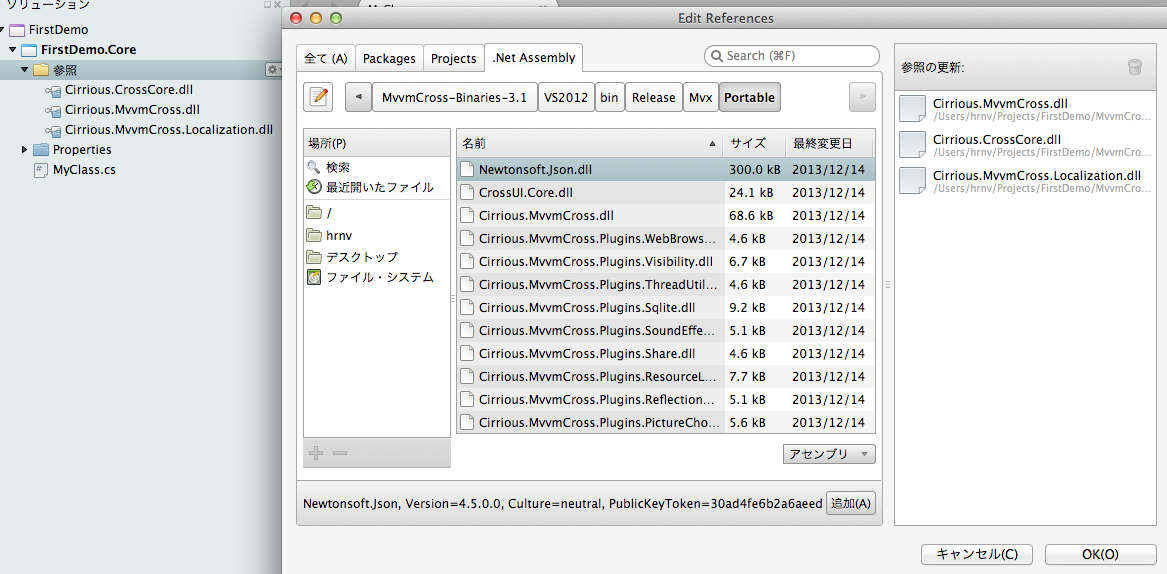 ソリューション
FirstDemo
FirstDemo.Core
参照
Cirrious.CrossCore.dll
Cirrious.MvvmCross.dll
Cirrious.MvvmCross.Localization.dll
Properties
MyClass.cs
Edit References
全て (A)
Packages
Projects
.Net Assembly
Search (⌘F)
MvvmCross-Binaries-3.1
VS2012
bin
Release
Mvx
Portable
場所(P)
検索
最近開いたファイル
/
hrnv
デスクトップ
ファイル・システム
名前 サイズ 最終変更日
Newtonsoft.Json.dll 300.0 kB 2013/12/14
CrossUI.Core.dll 24.1 kB 2013/12/14
Cirrious.MvvmCross.dll 68.6 kB 2013/12/14
Cirrious.MvvmCross.Plugins.WebBrows... 4.6 kB 2013/12/14
Cirrious.MvvmCross.Plugins.Visibility.dll 6.7 kB 2013/12/14
Cirrious.MvvmCross.Plugins.ThreadUtil... 4.6 kB 2013/12/14
Cirrious.MvvmCross.Plugins.Sqlite.dll 9.2 kB 2013/12/14
Cirrious.MvvmCross.Plugins.SoundEffe... 5.1 kB 2013/12/14
Cirrious.MvvmCross.Plugins.Share.dll 4.6 kB 2013/12/14
Cirrious.MvvmCross.Plugins.ResourceL... 7.7 kB 2013/12/14
Cirrious.MvvmCross.Plugins.Reflection... 5.1 kB 2013/12/14
Cirrious.MvvmCross.Plugins.PictureCho... 5.6 kB 2013/12/14
アセンブリ
Newtonsoft.Json, Version=4.5.0.0, Culture=neutral, PublicKeyToken=30ad4fe6b2a6aeed
追加(A)
参照の更新:
Cirrious.MvvmCross.dll
/Users/hrnv/Projects/FirstDemo/MvvmCro...
Cirrious.CrossCore.dll
/Users/hrnv/Projects/FirstDemo/MvvmCro...
Cirrious.MvvmCross.Localization.dll
/Users/hrnv/Projects/FirstDemo/MvvmCro...
キャンセル(C)
OK(O)